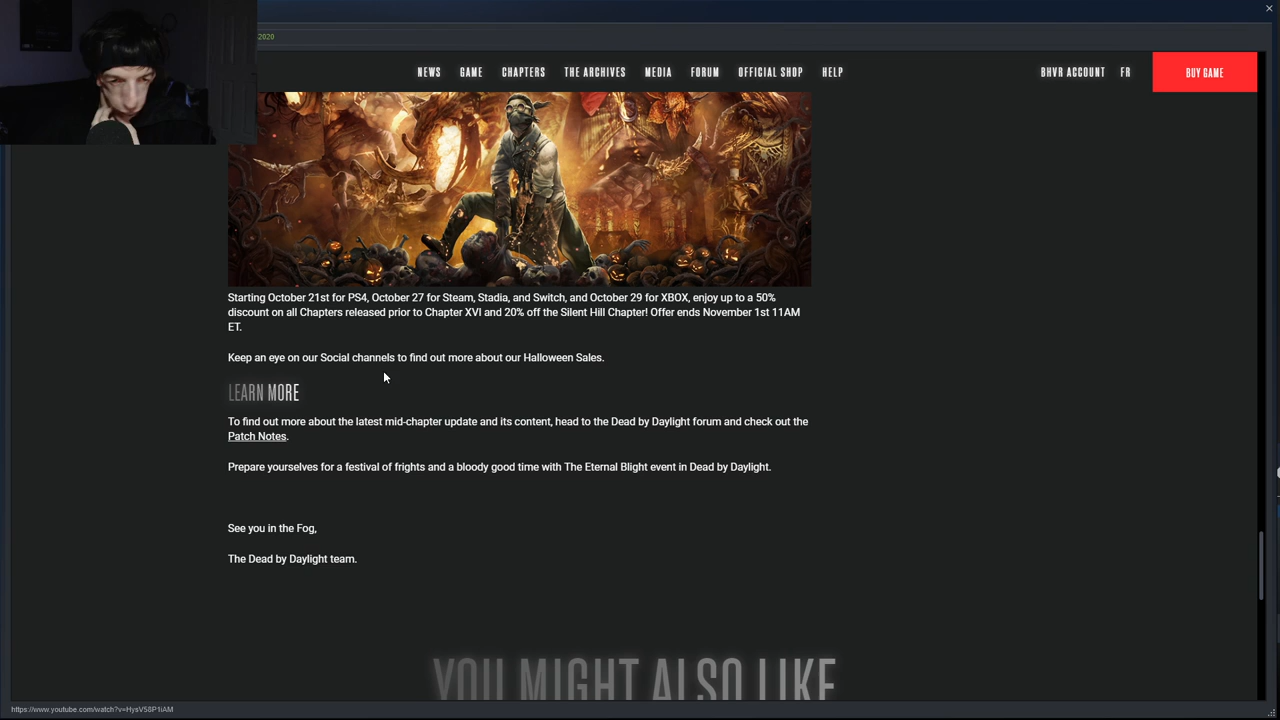 2020
NEWS GAME CHAPTERS THE ARCHIVES MEDIA FORUM OFFICIAL SHOP HELP BHVR ACCOUNT FR BUY GAME
Starting October 21st for PS4, October 27 for Steam, Stadia, and Switch, and October 29 for XBOX, enjoy up to a 50%
discount on all Chapters released prior to Chapter XVI and 20% off the Silent Hill Chapter! Offer ends November 1st 11AM
ET.
Keep an eye on our Social channels to find out more about our Halloween Sales.
LEARN MORE
To find out more about the latest mid-chapter update and its content, head to the Dead by Daylight forum and check out the
Patch Notes.
Prepare yourselves for a festival of frights and a bloody good time with The Eternal Blight event in Dead by Daylight.
See you in the Fog,
The Dead by Daylight team.
YOU MIGHT ALSO LIKE